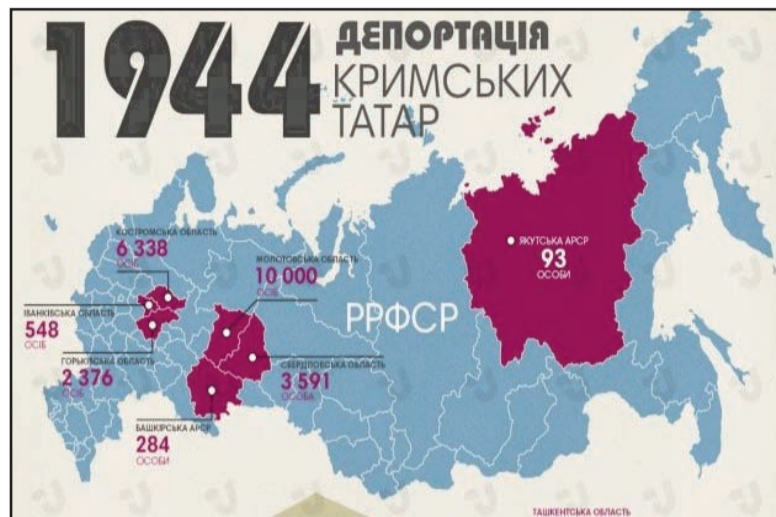 1944 ДЕПОРТАЦІЯ
КРИМСЬКИХ
ТАТАР
КОСТРОМСЬКА ОБЛАСТЬ
6 338
ОСІБ
МОЛОТОВСЬКА ОБЛАСТЬ
10 000
ОСІБ
ЯКУТСЬКА АРСР
93
ОСОБИ
ІВАНКІВСЬКА ОБЛАСТЬ
548
ОСІБ
РРФСР
ГОРЬКІВСЬКА ОБЛАСТЬ
2 376
ОСІБ
СВЕРДЛОВСЬКА ОБЛАСТЬ
3 591
ОСОБА
БАШКІРСЬКА АРСР
284
ОСОБИ
ТАШКЕНТСЬКА ОБЛАСТЬ